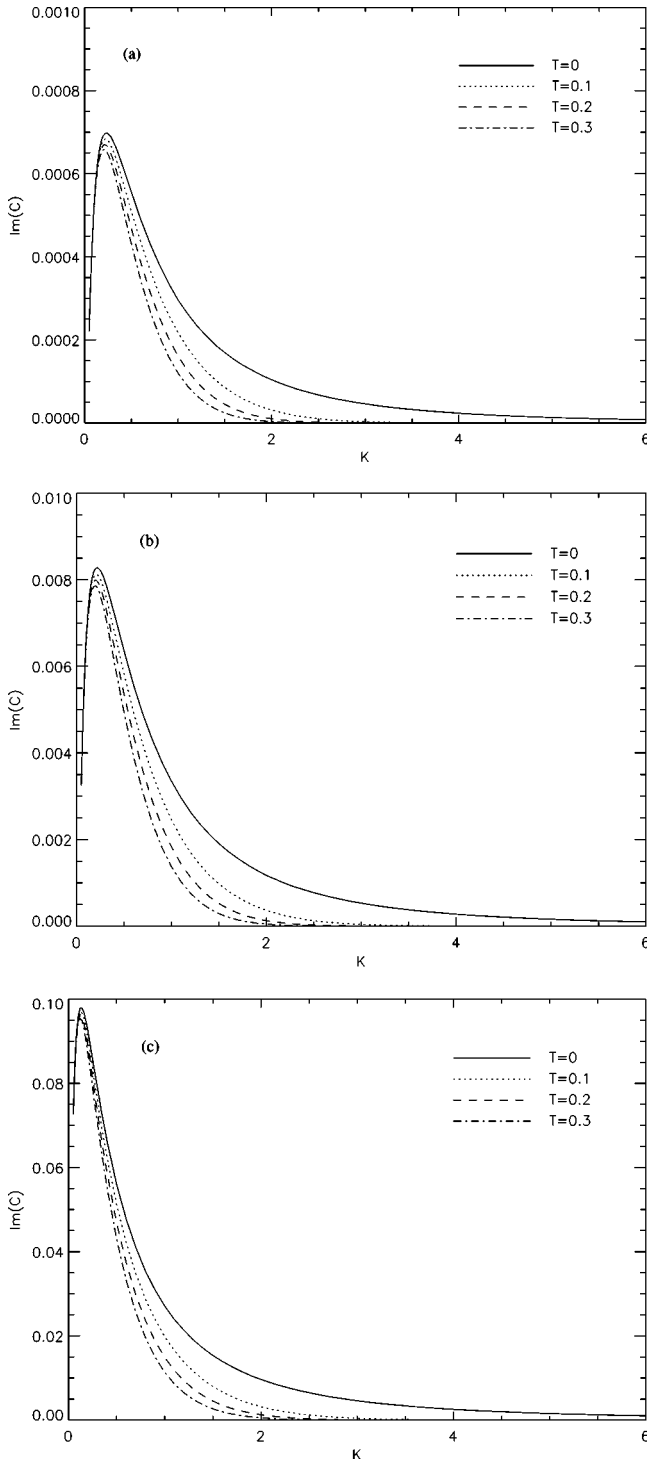 0.0010
(a)
T=0
T=0.1
T=0.2
T=0.3
0.0008
0.0006
Im(C)
0.0004
0.0002
0.0000
0
2
4
6
K
0.010
(b)
T=0
T=0.1
T=0.2
T=0.3
0.008
0.006
Im(C)
0.004
0.002
0.000
0
2
4
6
K
0.10
(c)
T=0
T=0.1
T=0.2
T=0.3
0.08
0.06
Im(C)
0.04
0.02
0.00
0
2
4
6
K